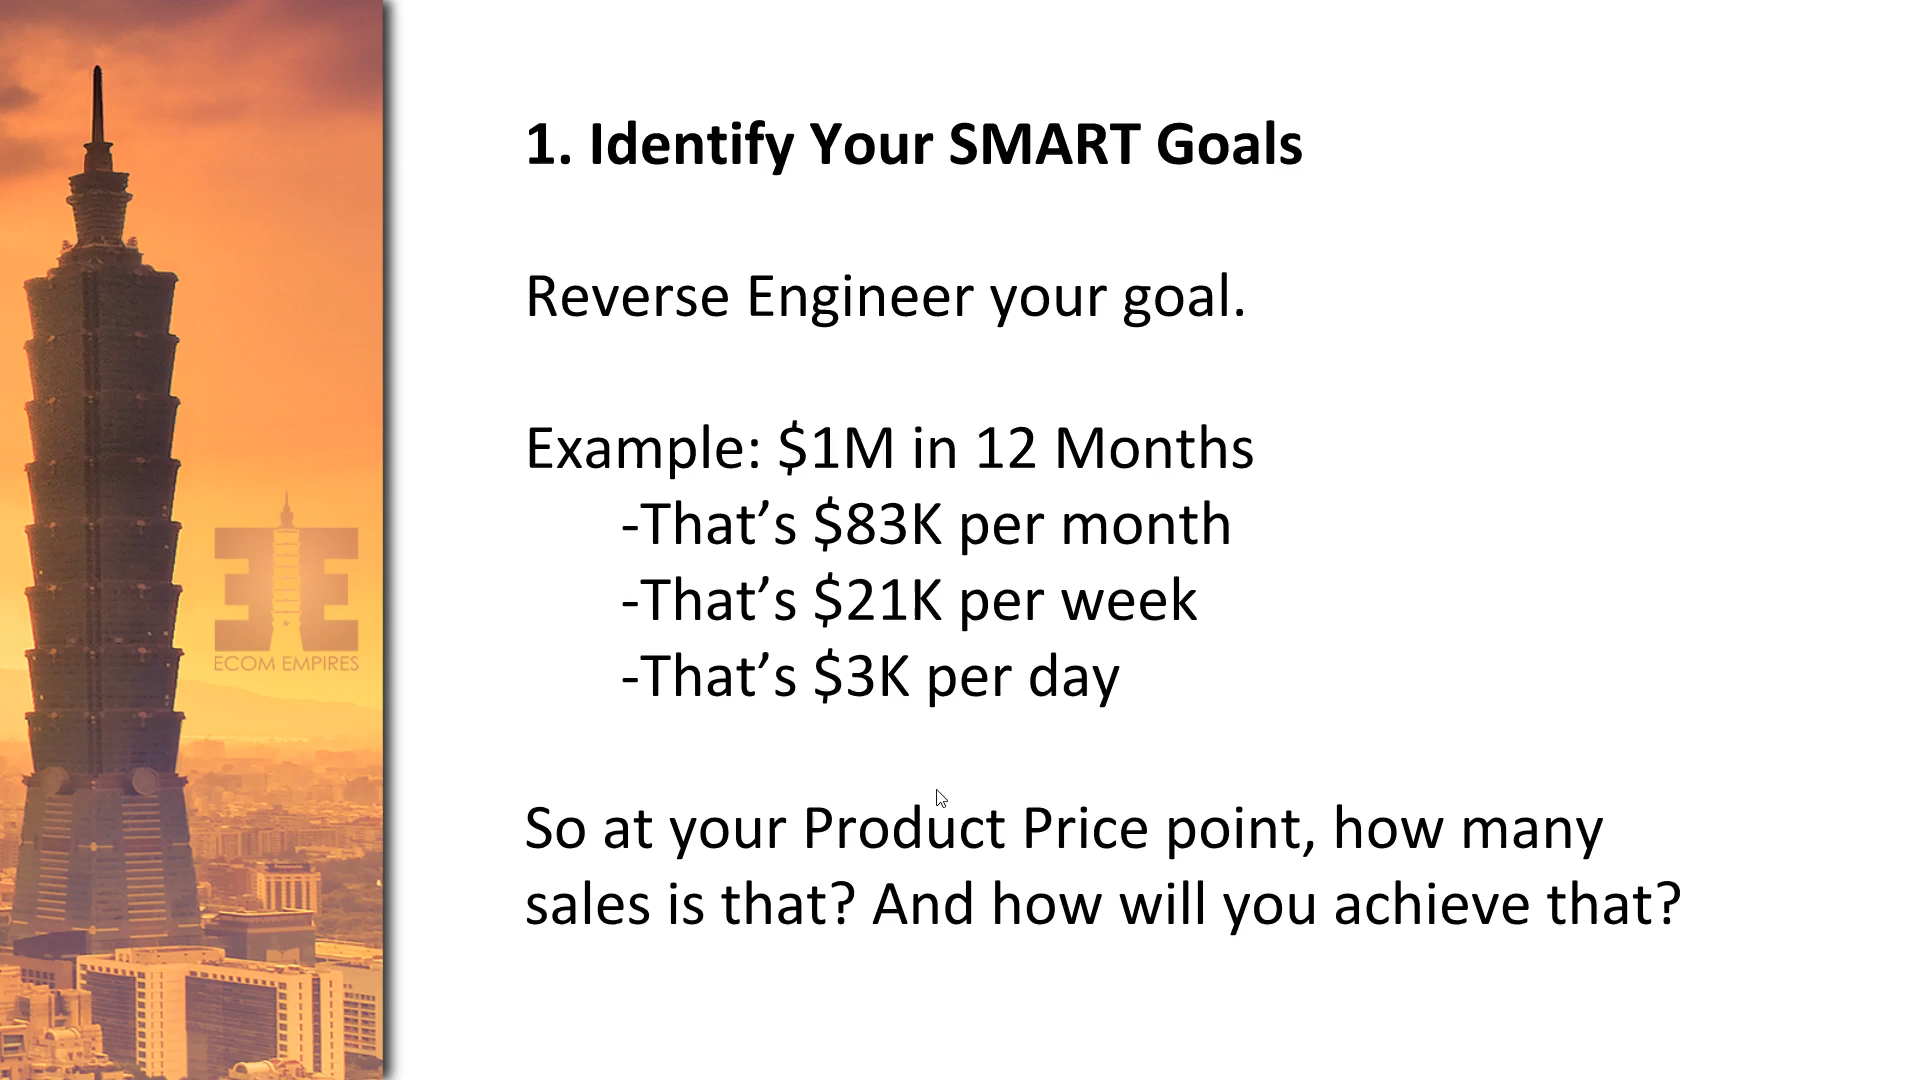 1. Identify Your SMART Goals
Reverse Engineer your goal.
Example: $1M in 12 Months
-That’s $83K per month
-That’s $21K per week
-That’s $3K per day
So at your Product Price point, how many
sales is that? And how will you achieve that?
ECOM EMPIRES